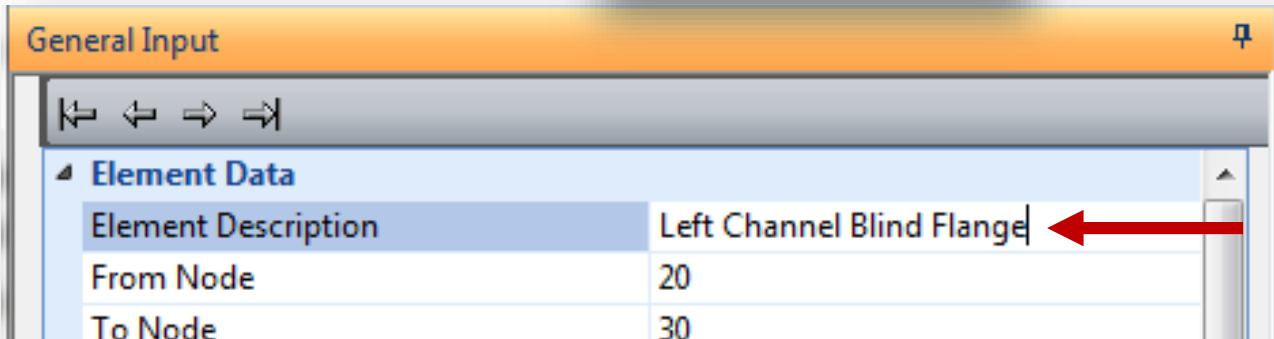 General Input
Element Data
Element Description Left Channel Blind Flange
From Node 20
To Node 30